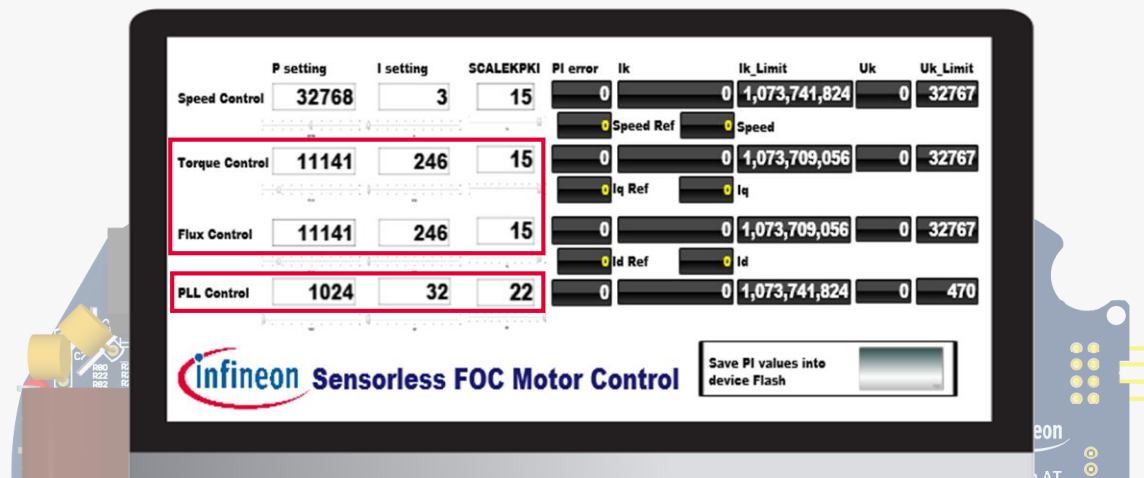 P setting I setting SCALEKPKI PI error Ik Ik_Limit Uk Uk_Limit
Speed Control 32768 3 15 0 0 1,073,741,824 0 32767
0 Speed Ref 0 Speed
Torque Control 11141 246 15 0 0 1,073,709,056 0 32767
0 Iq Ref 0 Iq
Flux Control 11141 246 15 0 0 1,073,709,056 0 32767
0 Id Ref 0 Id
PLL Control 1024 32 22 0 0 1,073,741,824 0 470
infineon Sensorless FOC Motor Control
Save PI values into
device Flash
R80
R22
R82
eon